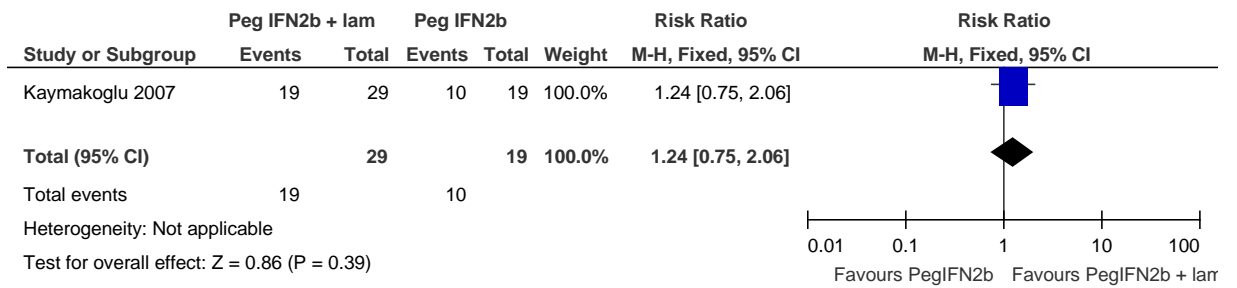 Peg IFN2b + lam Peg IFN2b Risk Ratio Risk Ratio
Study or Subgroup Events Total Events Total Weight M-H, Fixed, 95% CI M-H, Fixed, 95% CI
Kaymakoglu 2007 19 29 10 19 100.0% 1.24 [0.75, 2.06]
Total (95% CI) 29 19 100.0% 1.24 [0.75, 2.06]
Total events 19 10
Heterogeneity: Not applicable
Test for overall effect: Z = 0.86 (P = 0.39)
0.01 0.1 1 10 100
Favours PegIFN2b Favours PegIFN2b + lam